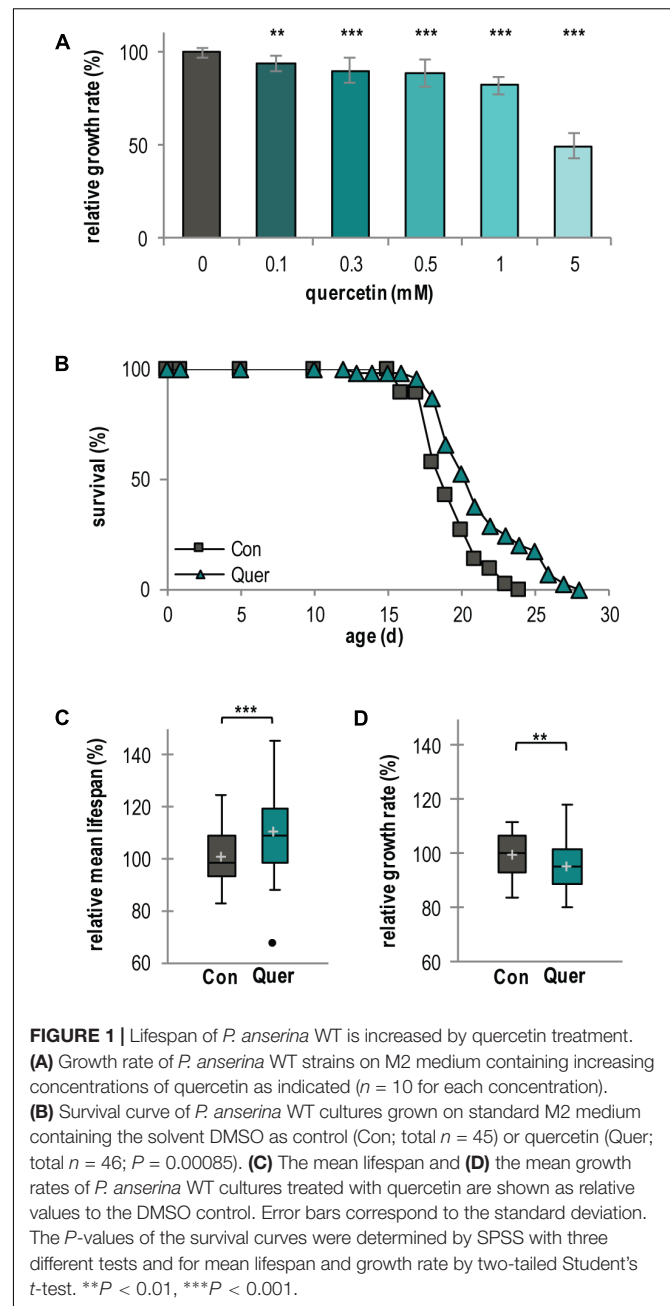 A
** *** *** *** ***
relative growth rate (%)
100
50
0
0 0.1 0.3 0.5 1 5
quercetin (mM)
B
survival (%)
100
50
0
Con
Quer
0 5 10 15 20 25 30
age (d)
C
***
relative mean lifespan (%)
140
120
100
80
60
Con Quer
D
**
relative growth rate (%)
140
120
100
80
60
Con Quer
FIGURE 1 | Lifespan of P. anserina WT is increased by quercetin treatment.
(A) Growth rate of P. anserina WT strains on M2 medium containing increasing
concentrations of quercetin as indicated (n = 10 for each concentration).
(B) Survival curve of P. anserina WT cultures grown on standard M2 medium
containing the solvent DMSO as control (Con; total n = 45) or quercetin (Quer;
total n = 46; P = 0.00085). (C) The mean lifespan and (D) the mean growth
rates of P. anserina WT cultures treated with quercetin are shown as relative
values to the DMSO control. Error bars correspond to the standard deviation.
The P-values of the survival curves were determined by SPSS with three
different tests and for mean lifespan and growth rate by two-tailed Student's
t-test. **P < 0.01, ***P < 0.001.